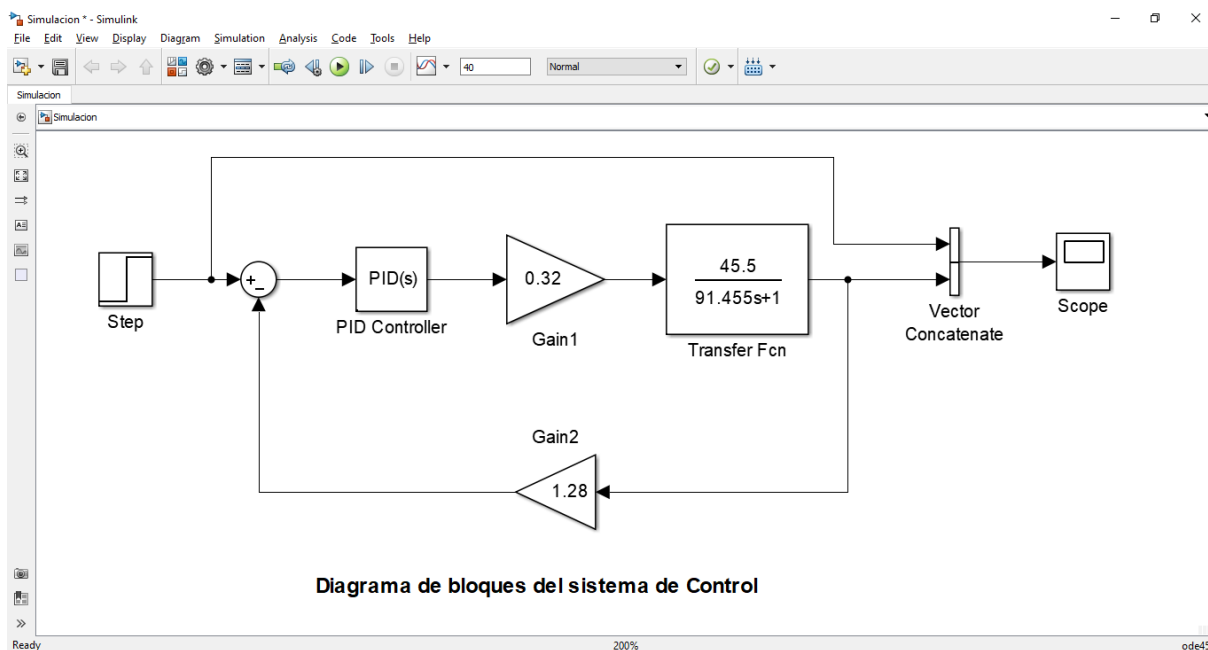 Simulacion * - Simulink
File Edit View Display Diagram Simulation Analysis Code Tools Help
40 Normal
Simulacion
Simulacion
Step
+
-
PID(s)
PID Controller
0.32
Gain1
45.5
91.455s+1
Transfer Fcn
Vector
Concatenate
Scope
Gain2
1.28
Diagrama de bloques del sistema de Control
Ready 200% ode45